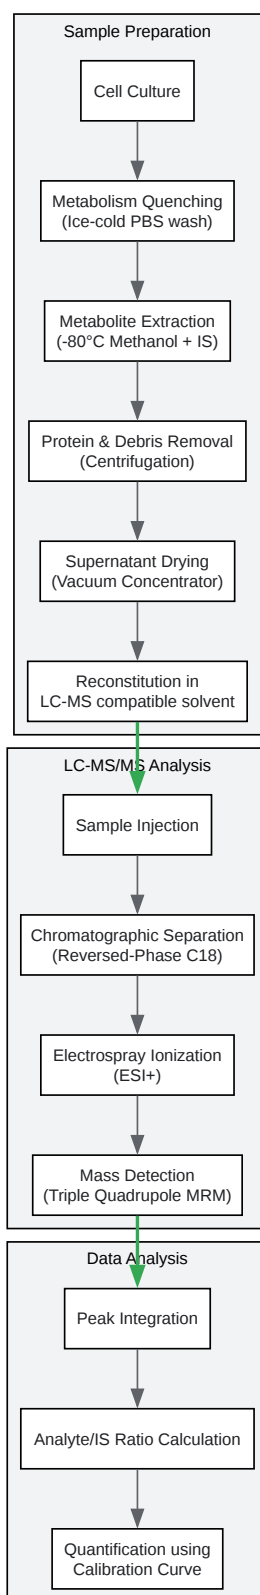 Sample Preparation
Cell Culture
Metabolism Quenching
(Ice-cold PBS wash)
Metabolite Extraction
(-80°C Methanol + IS)
Protein & Debris Removal
(Centrifugation)
Supernatant Drying
(Vacuum Concentrator)
Reconstitution in
LC-MS compatible solvent
LC-MS/MS Analysis
Sample Injection
Chromatographic Separation
(Reversed-Phase C18)
Electrospray Ionization
(ESI+)
Mass Detection
(Triple Quadrupole MRM)
Data Analysis
Peak Integration
Analyte/IS Ratio Calculation
Quantification using
Calibration Curve